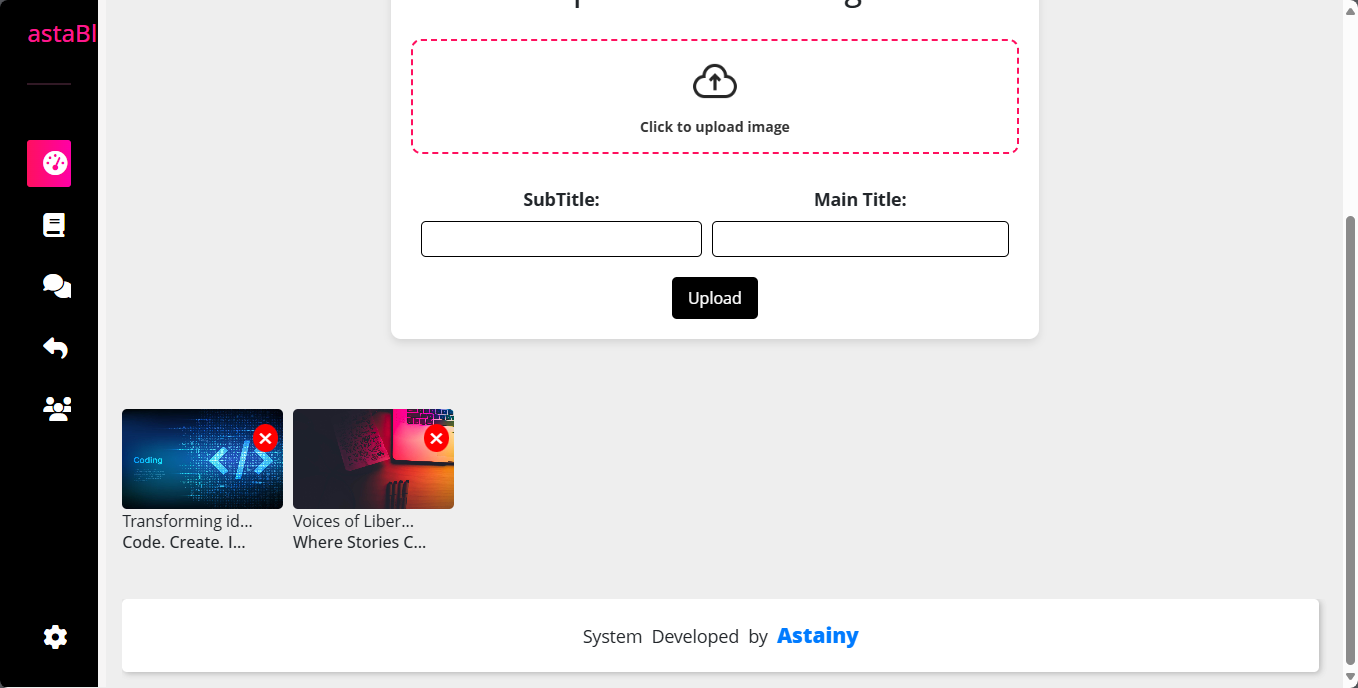 astaBl
Click to upload image
SubTitle:
Main Title:
Upload
Coding
Transforming id...
Code. Create. I...
Voices of Liber...
Where Stories C...
System Developed by Astainy